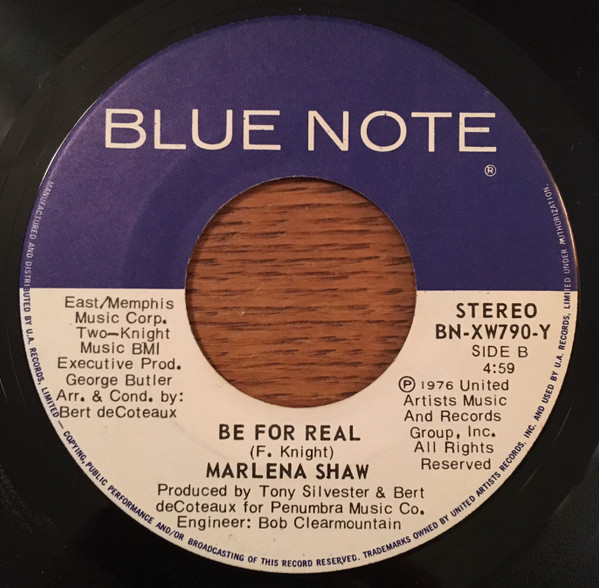 BLUE NOTE
®
East/Memphis
Music Corp.
Two-Knight
Music BMI
Executive Prod.
George Butler
Arr. & Cond. by:
Bert deCoteaux
STEREO
BN-XW790-Y
SIDE B
4:59
℗ 1976 United
Artists Music
And Records
Group, Inc.
All Rights
Reserved
BE FOR REAL
(F. Knight)
MARLENA SHAW
Produced by Tony Silvester & Bert
deCoteaux for Penumbra Music Co.
Engineer: Bob Clearmountain
MANUFACTURED AND DISTRIBUTED BY U.A. RECORDS, LIMITED — COPYING, PUBLIC PERFORMANCE AND/OR BROADCASTING OF THIS RECORD RESERVED. TRADEMARKS OWNED BY UNITED ARTISTS RECORDS, INC. AND USED BY U.A. RECORDS, LIMITED UNDER AUTHORIZATION.